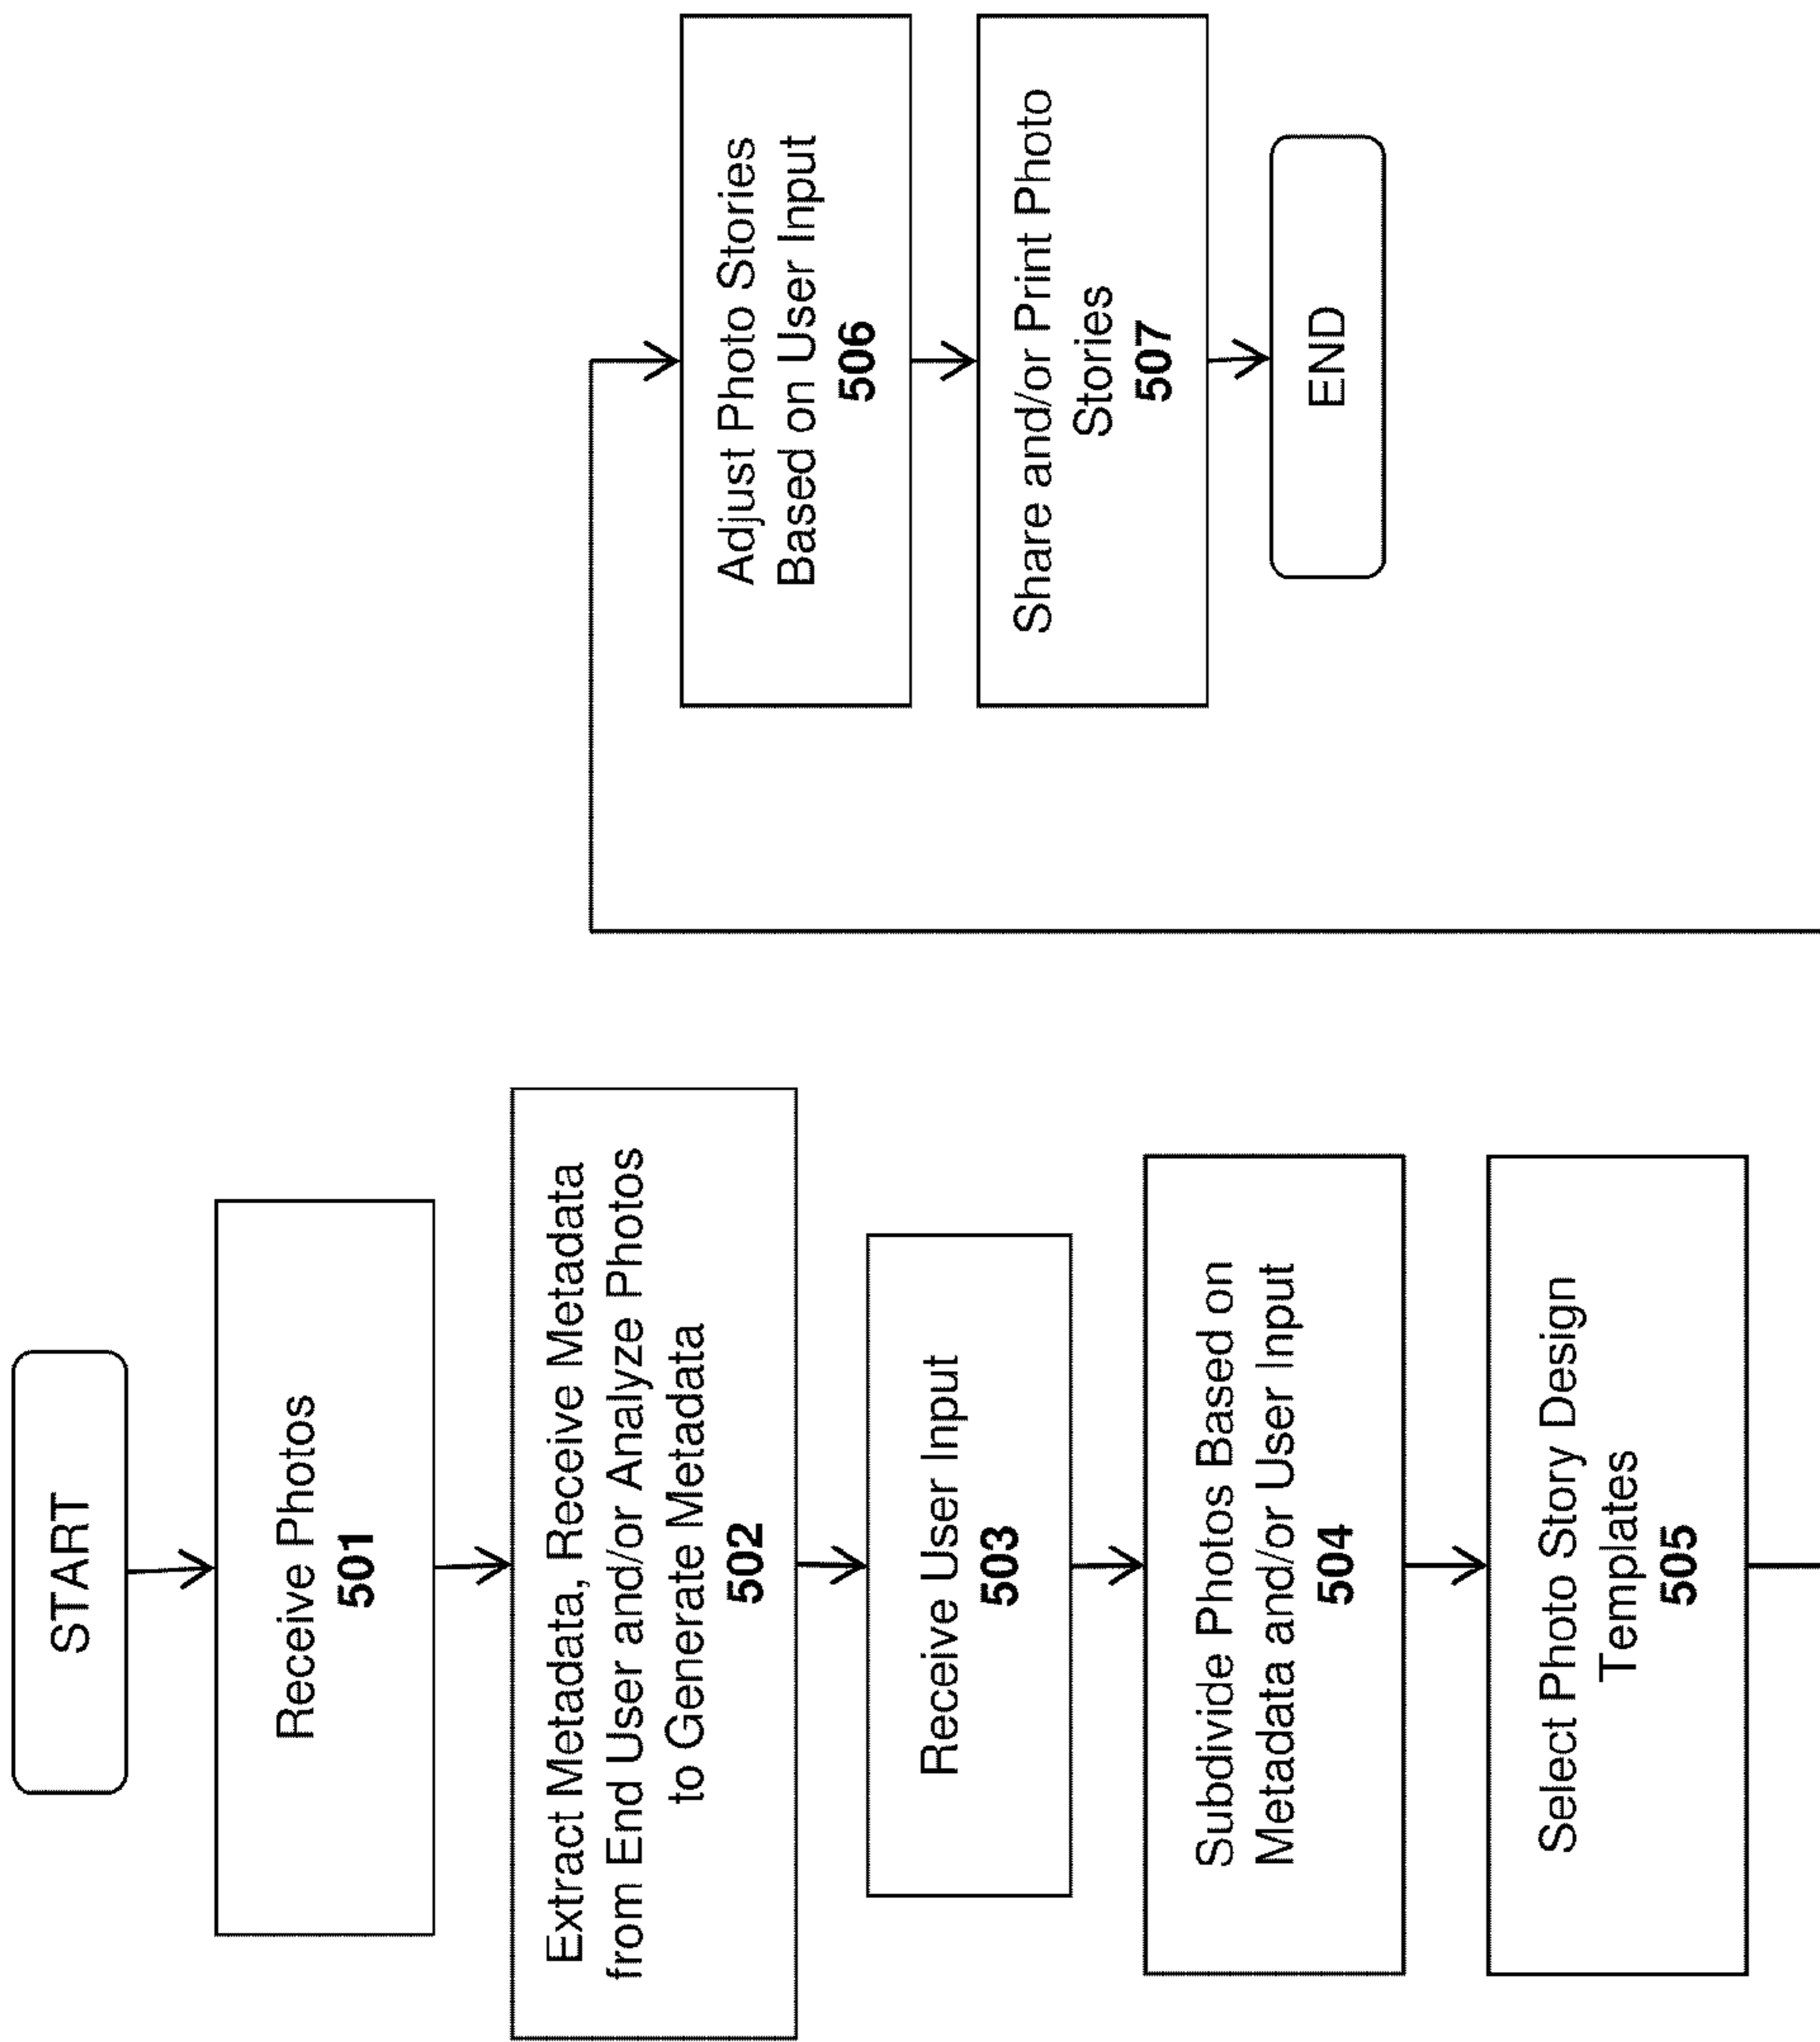 START
Receive Photos
501
Extract Metadata, Receive Metadata
from End User and/or Analyze Photos
to Generate Metadata
502
Receive User Input
503
Subdivide Photos Based on
Metadata and/or User Input
504
Select Photo Story Design
Templates
505
Adjust Photo Stories
Based on User Input
506
Share and/or Print Photo
Stories
507
END